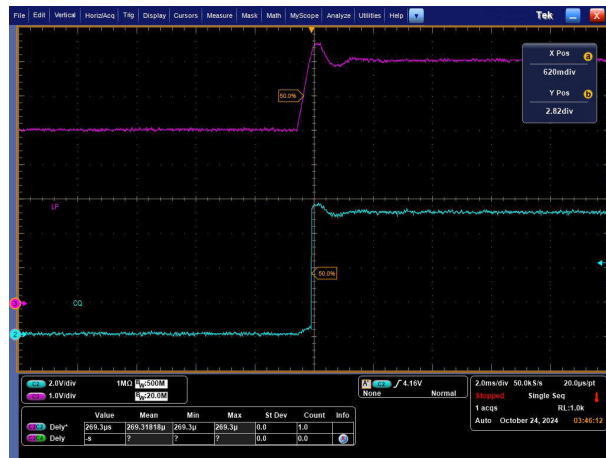 File Edit Vertical Horiz/Acq Trig Display Cursors Measure Mask Math MyScope Analyze Utilities Help
Tek
X
X Pos a
620mdiv
Y Pos b
2.82div
50.0%
LP
50.0%
CQ
2
C2 2.0V/div 1MΩ BW:500M
C3 1.0V/div BW:20.0M
A' C2 4.16V
None Normal
2.0ms/div 50.0kS/s 20.0µs/pt
Stopped Single Seq
1 acqs RL:1.0k
Auto October 24, 2024 03:46:12
Value Mean Min Max St Dev Count Info
Dely* 269.3µs 269.31818µ 269.3µ 269.3µ 0.0 1.0
Dely -s ? ? ? 0.0 0.0